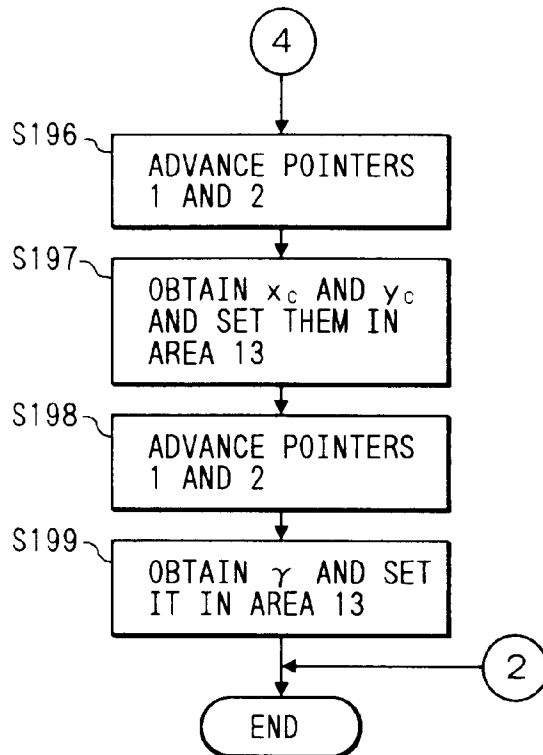 4
S196
ADVANCE POINTERS
1 AND 2
S197
OBTAIN xc AND yc
AND SET THEM IN
AREA 13
S198
ADVANCE POINTERS
1 AND 2
S199
OBTAIN γ AND SET
IT IN AREA 13
2
END